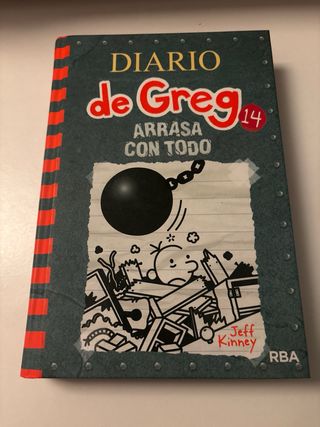 DIARIO
de Greg 14
ARRASA
CON TODO
Jeff
Kinney
RBA